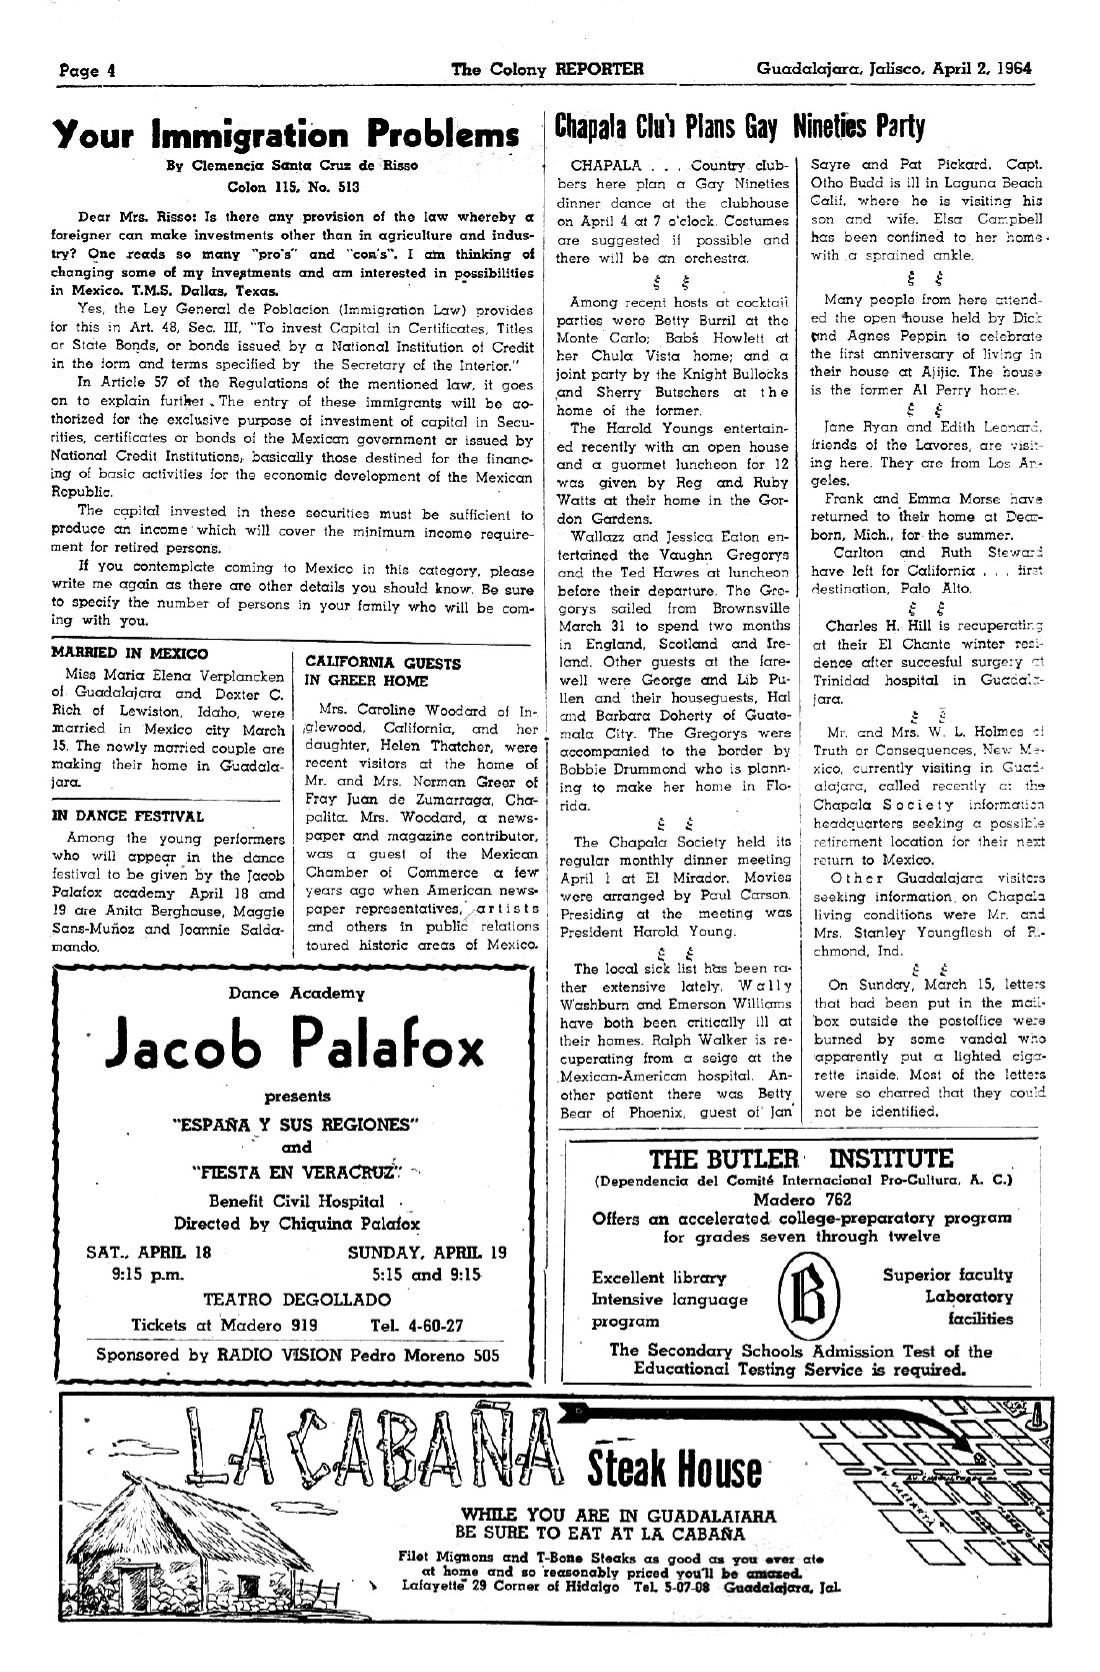 Page 4
The Colony REPORTER
Guadalajara, Jalisco, April 2, 1964
Your Immigration Problems
By Clemencia Santa Cruz de Risso
Colon 115, No. 513
Dear Mrs. Risso: Is there any provision of the law whereby a
foreigner can make investments other than in agriculture and indus-
try? One reads so many "pro's" and "con's". I am thinking of
changing some of my investments and am interested in possibilities
in Mexico. T.M.S. Dallas, Texas.
Yes, the Ley General de Poblacion (Immigration Law) provides
for this in Art. 48, Sec. III, "To invest Capital in Certificates, Titles
or State Bonds, or bonds issued by a National Institution of Credit
in the form and terms specified by the Secretary of the Interior."
In Article 57 of the Regulations of the mentioned law, it goes
on to explain further. The entry of these immigrants will be ao-
thorized for the exclusive purpose of investment of capital in Secu-
rities, certificates or bonds of the Mexican government or issued by
National Credit Institutions, basically those destined for the financ-
ing of basic activities for the economic development of the Mexican
Republic.
The capital invested in these securities must be sufficient to
produce an income which will cover the minimum income require-
ment for retired persons.
If you contemplate coming to Mexico in this category, please
write me again as there are other details you should know. Be sure
to specify the number of persons in your family who will be com-
ing with you.
MARRIED IN MEXICO
Miss Maria Elena Verplancken
of Guadalajara and Dexter C.
Rich of Lewiston, Idaho, were
married in Mexico city March
15. The newly married couple are
making their home in Guadala-
jara.
IN DANCE FESTIVAL
Among the young performers
who will appear in the dance
festival to be given by the Jacob
Palafox academy April 18 and
19 are Anita Berghouse, Maggie
Sans-Muñoz and Joannie Salda-
mando.
CALIFORNIA GUESTS
IN GREER HOME
Mrs. Caroline Woodard of In-
glewood, California, and her
daughter, Helen Thatcher, were
recent visitors at the home of
Mr. and Mrs. Norman Greer of
Fray Juan de Zumarraga, Cha-
palita. Mrs. Woodard, a news-
paper and magazine contributor,
was a guest of the Mexican
Chamber of Commerce a few
years ago when American news-
paper representatives, artists
and others in public relations
toured historic areas of Mexico.
Dance Academy
Jacob Palafox
presents
"ESPAÑA Y SUS REGIONES"
and
"FIESTA EN VERACRUZ".
Benefit Civil Hospital
Directed by Chiquina Palafox
SAT., APRIL 18 SUNDAY, APRIL 19
9:15 p.m. 5:15 and 9:15
TEATRO DEGOLLADO
Tickets at Madero 919 Tel. 4-60-27
Sponsored by RADIO VISION Pedro Moreno 505
Chapala Club Plans Gay Nineties Party
CHAPALA . . . Country club-
bers here plan a Gay Nineties
dinner dance at the clubhouse
on April 4 at 7 o'clock. Costumes
are suggested if possible and
there will be an orchestra.
ξ ξ
Among recent hosts at cocktail
parties were Betty Burril at the
Monte Carlo; Babs Howlett at
her Chula Vista home; and a
joint party by the Knight Bullocks
and Sherry Butschers at the
home of the former.
The Harold Youngs entertain-
ed recently with an open house
and a guormet luncheon for 12
was given by Reg and Ruby
Watts at their home in the Gor-
don Gardens.
Wallazz and Jessica Eaton en-
tertained the Vaughn Gregorys
and the Ted Hawes at luncheon
before their departure. The Gre-
gorys sailed from Brownsville
March 31 to spend two months
in England, Scotland and Ire-
land. Other guests at the fare-
well were George and Lib Pu-
llen and their houseguests, Hal
and Barbara Doherty of Guate-
mala City. The Gregorys were
accompanied to the border by
Bobbie Drummond who is plann-
ing to make her home in Flo-
rida.
ξ ξ
The Chapala Society held its
regular monthly dinner meeting
April 1 at El Mirador. Movies
were arranged by Paul Carson.
Presiding at the meeting was
President Harold Young.
ξ ξ
The local sick list has been ra-
ther extensive lately. Wally
Washburn and Emerson Williams
have both been critically ill at
their homes. Ralph Walker is re-
cuperating from a seige at the
Mexican-American hospital. An-
other patient there was Betty
Bear of Phoenix, guest of Jan
Sayre and Pat Pickard. Capt.
Otho Budd is ill in Laguna Beach
Calif. where he is visiting his
son and wife. Elsa Campbell
has been confined to her home
with a sprained ankle.
ξ ξ
Many people from here attend-
ed the open house held by Dick
and Agnes Peppin to celebrate
the first anniversary of living in
their house at Ajijic. The house
is the former Al Perry home.
ξ ξ
Jane Ryan and Edith Leonard,
friends of the Lavores, are visit-
ing here. They are from Los An-
geles.
Frank and Emma Morse have
returned to their home at Dear-
born, Mich., for the summer.
Carlton and Ruth Steward
have left for California . . . first
destination, Palo Alto.
ξ ξ
Charles H. Hill is recuperating
at their El Chante winter resi-
dence after succesful surgery at
Trinidad hospital in Guadala-
jara.
ξ ξ
Mr. and Mrs. W. L. Holmes of
Truth or Consequences, New Me-
xico, currently visiting in Guad-
alajara, called recently at the
Chapala Society information
headquarters seeking a possible
retirement location for their next
return to Mexico.
Other Guadalajara visitors
seeking information on Chapala
living conditions were Mr. and
Mrs. Stanley Youngflesh of Ri-
chmond, Ind.
ξ ξ
On Sunday, March 15, letters
that had been put in the mail-
box outside the postoffice were
burned by some vandal who
apparently put a lighted ciga-
rette inside. Most of the letters
were so charred that they could
not be identified.
THE BUTLER INSTITUTE
(Dependencia del Comité Internacional Pro-Cultura, A. C.)
Madero 762
Offers an accelerated college-preparatory program
for grades seven through twelve
Excellent library
Intensive language
program
B
Superior faculty
Laboratory
facilities
The Secondary Schools Admission Test of the
Educational Testing Service is required.
LA CABAÑA
Steak House
WHILE YOU ARE IN GUADALAJARA
BE SURE TO EAT AT LA CABAÑA
Filet Mignons and T-Bone Steaks as good as you ever ate
at home and so reasonably priced you'll be amazed.
Lafayette 29 Corner of Hidalgo Tel. 5-07-08 Guadalajara, Jal.